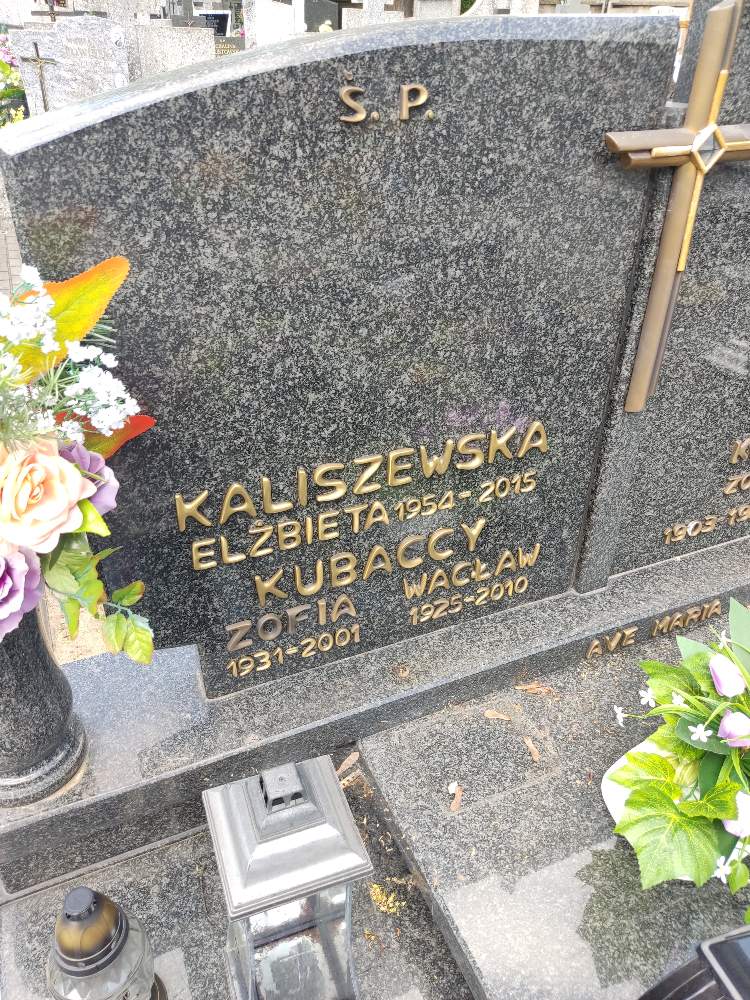 Ś. P.
KALISZEWSKA
ELŻBIETA 1954-2015
KUBACCY
ZOFIA WACŁAW
1931-2001 1925-2010
AVE MARIA